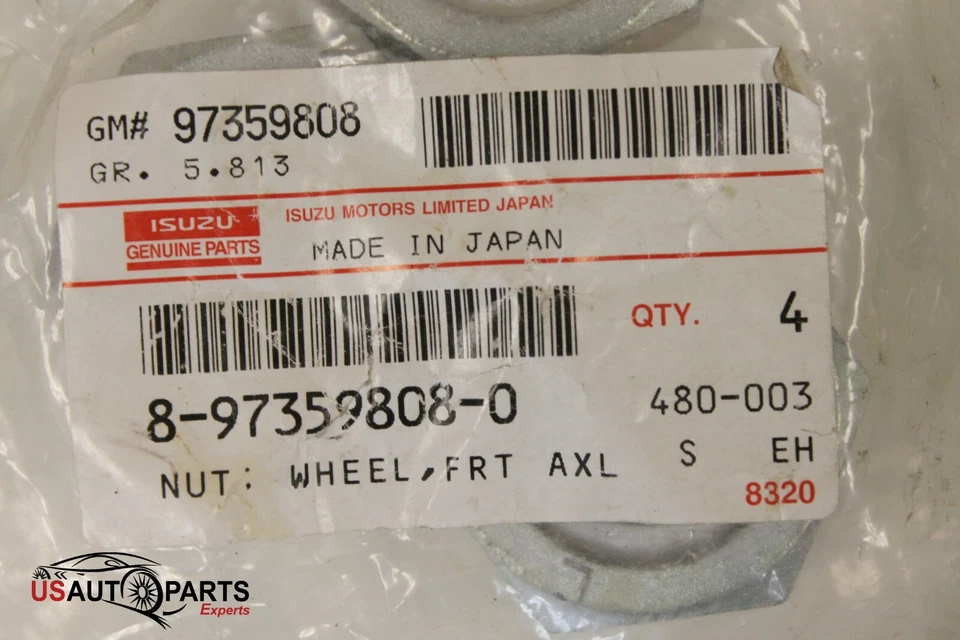 GM# 97359808
GR. 5.813
ISUZU
GENUINE PARTS
ISUZU MOTORS LIMITED JAPAN
MADE IN JAPAN
QTY. 4
8-97359808-0
480-003
NUT: WHEEL,FRT AXL
S EH
8320
USAUTOPARTS
Experts